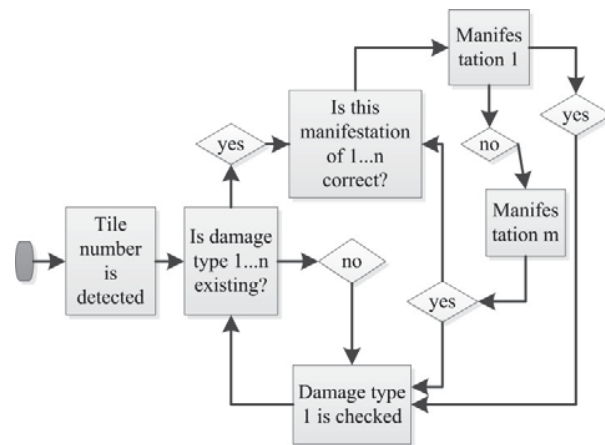 Tile
number
is
detected
Is damage
type 1...n
existing?
yes
no
Is this
manifestation
of 1...n
correct?
Manifes
tation 1
yes
no
Manifes
tation m
yes
Damage type
1 is checked